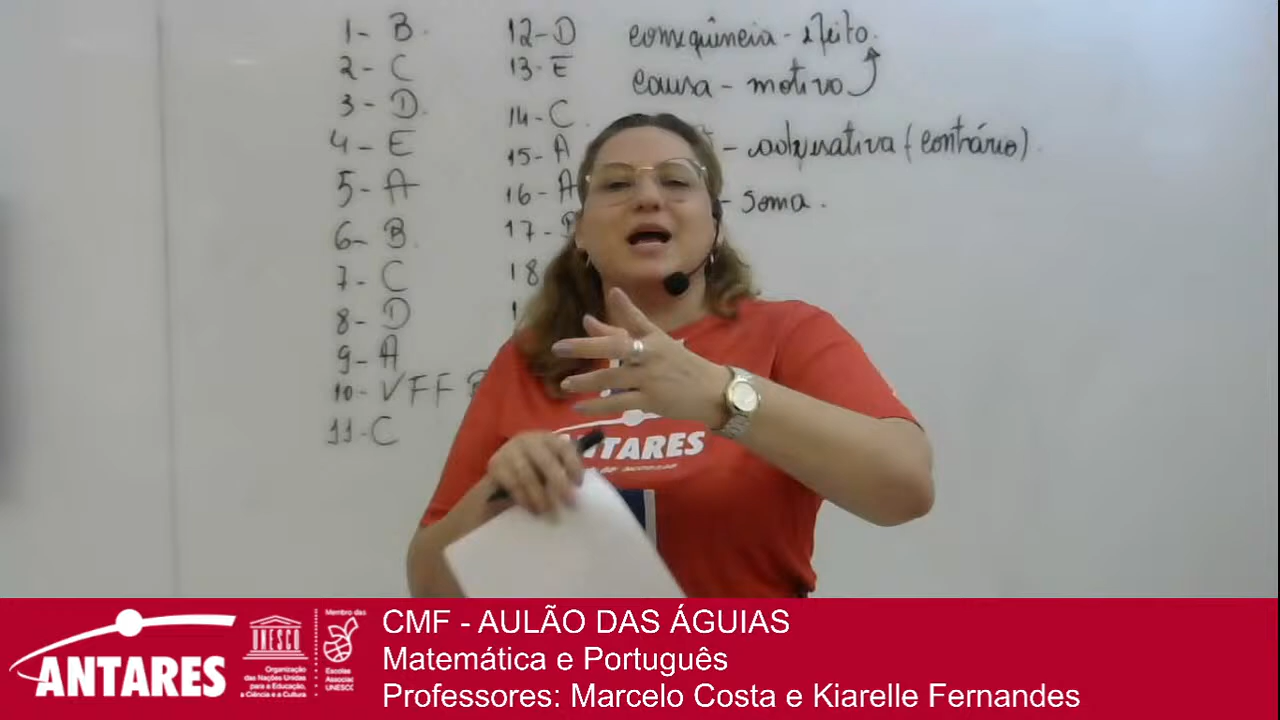 1- B.
2- C
3- D.
4- E
5- A
6- B.
7- C
8- D
9- A
10- V F F
11- C
12- D
13- E
14- C.
15- A
16- A
17-
18
consequência - efeito.
causa - motivo
- adversativa (contrário).
- soma.
ANTARES
ANTARES
UNESCO
Organização
das Nações Unidas
para a Educação,
a Ciência e a Cultura
Membro das
Escolas
UNESCO
CMF - AULÃO DAS ÁGUIAS
Matemática e Português
Professores: Marcelo Costa e Kiarelle Fernandes